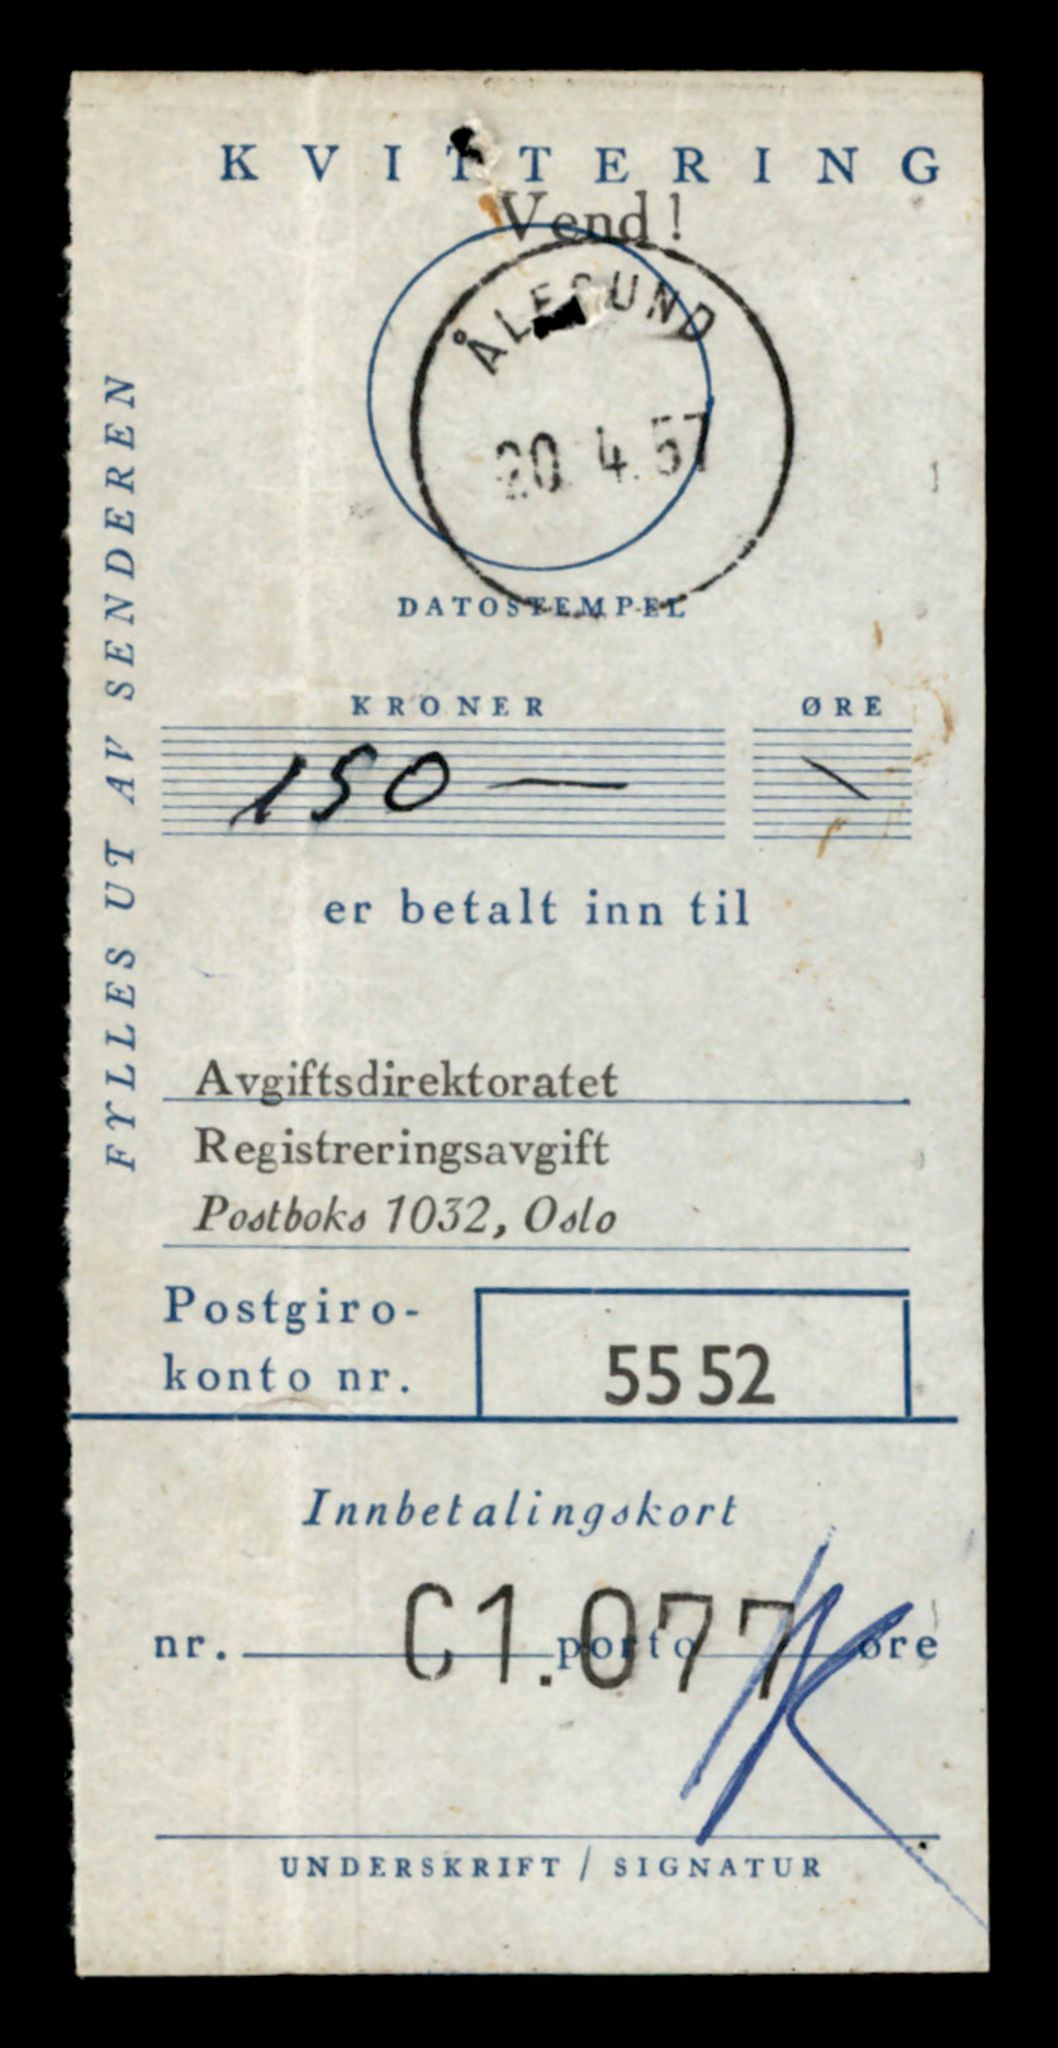 KVITTERING
Vend!
ÅLESUND
20. 4. 57
DATOSTEMPEL
FYLLES UT AV SENDEREN
KRONER ØRE
150 — \
er betalt inn til
Avgiftsdirektoratet
Registreringsavgift
Postboks 1032, Oslo
Postgiro-
konto nr. 5552
Innbetalingskort
nr. porto øre
C1.077
UNDERSKRIFT / SIGNATUR